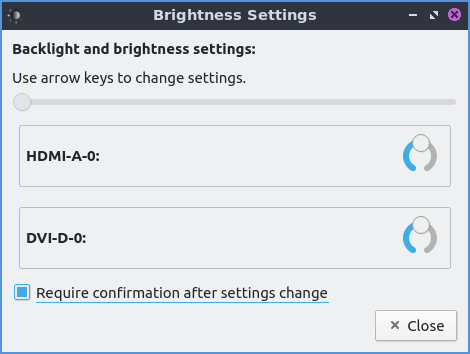 Brightness Settings
Backlight and brightness settings:
Use arrow keys to change settings.
HDMI-A-0:
DVI-D-0:
Require confirmation after settings change
Close